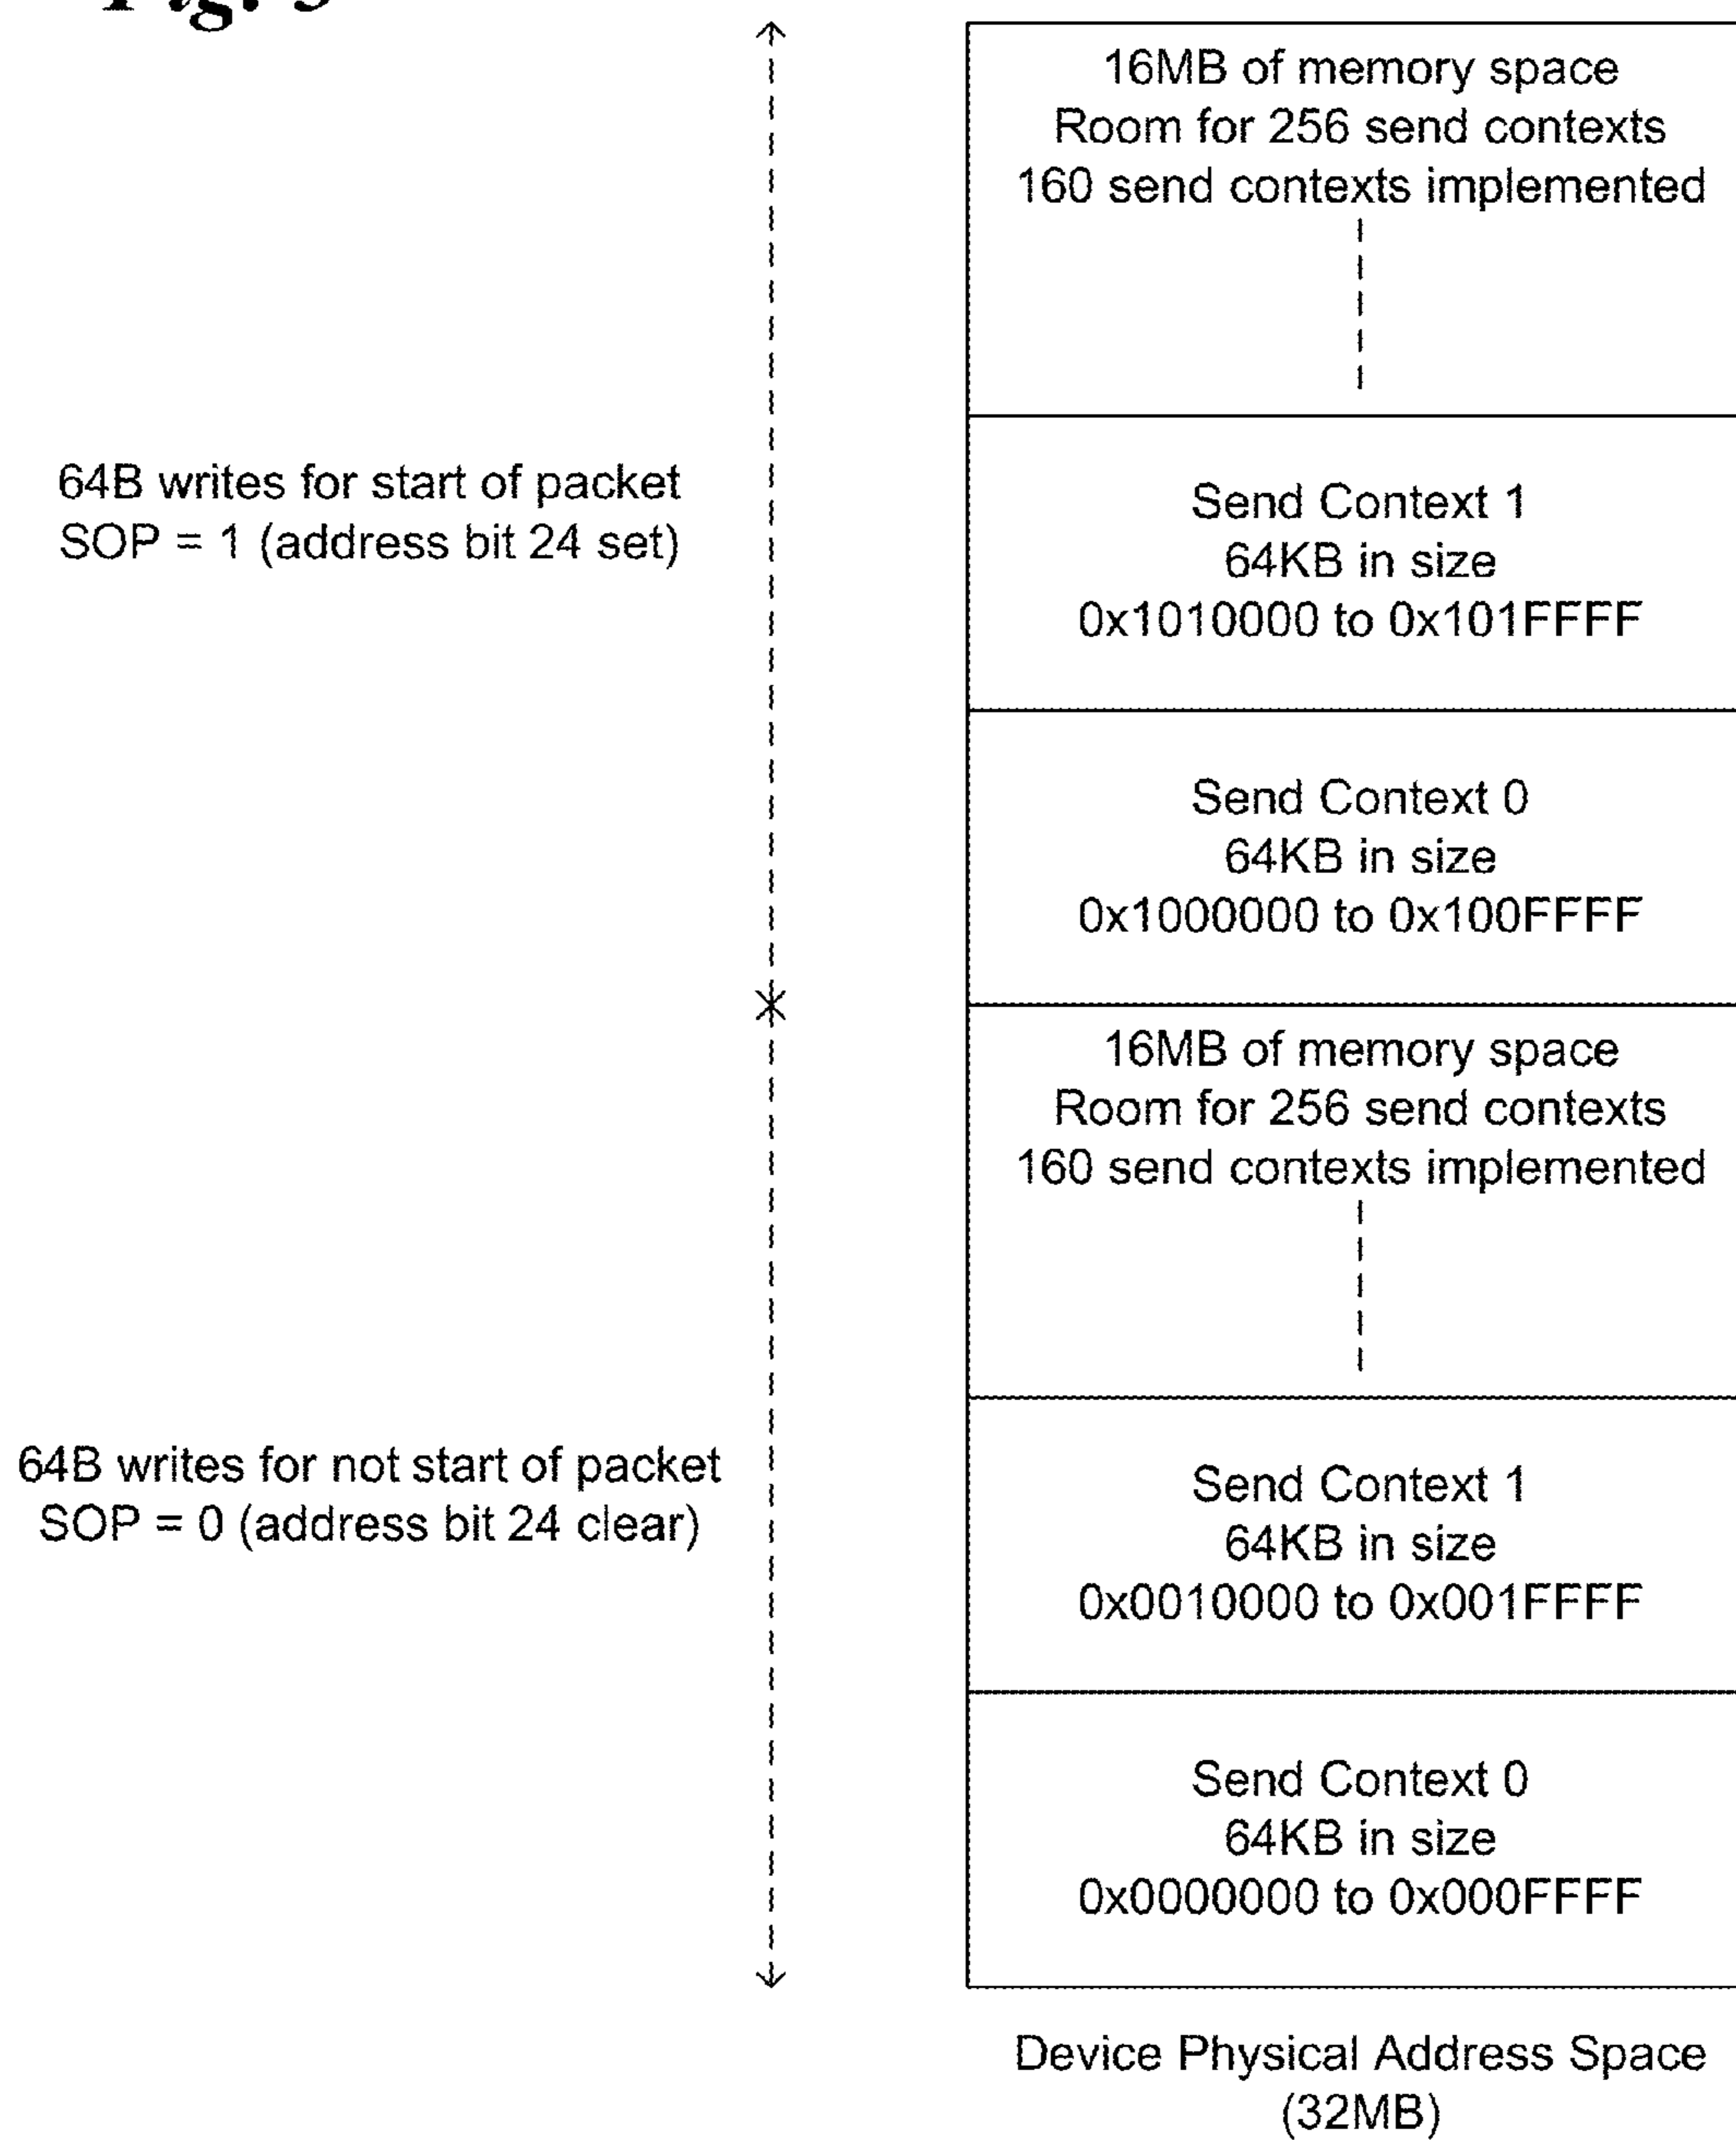 16MB of memory space
Room for 256 send contexts
160 send contexts implemented
64B writes for start of packet
SOP = 1 (address bit 24 set)
Send Context 1
64KB in size
0x1010000 to 0x101FFFF
Send Context 0
64KB in size
0x1000000 to 0x100FFFF
16MB of memory space
Room for 256 send contexts
160 send contexts implemented
64B writes for not start of packet
SOP = 0 (address bit 24 clear)
Send Context 1
64KB in size
0x0010000 to 0x001FFFF
Send Context 0
64KB in size
0x0000000 to 0x000FFFF
Device Physical Address Space
(32MB)